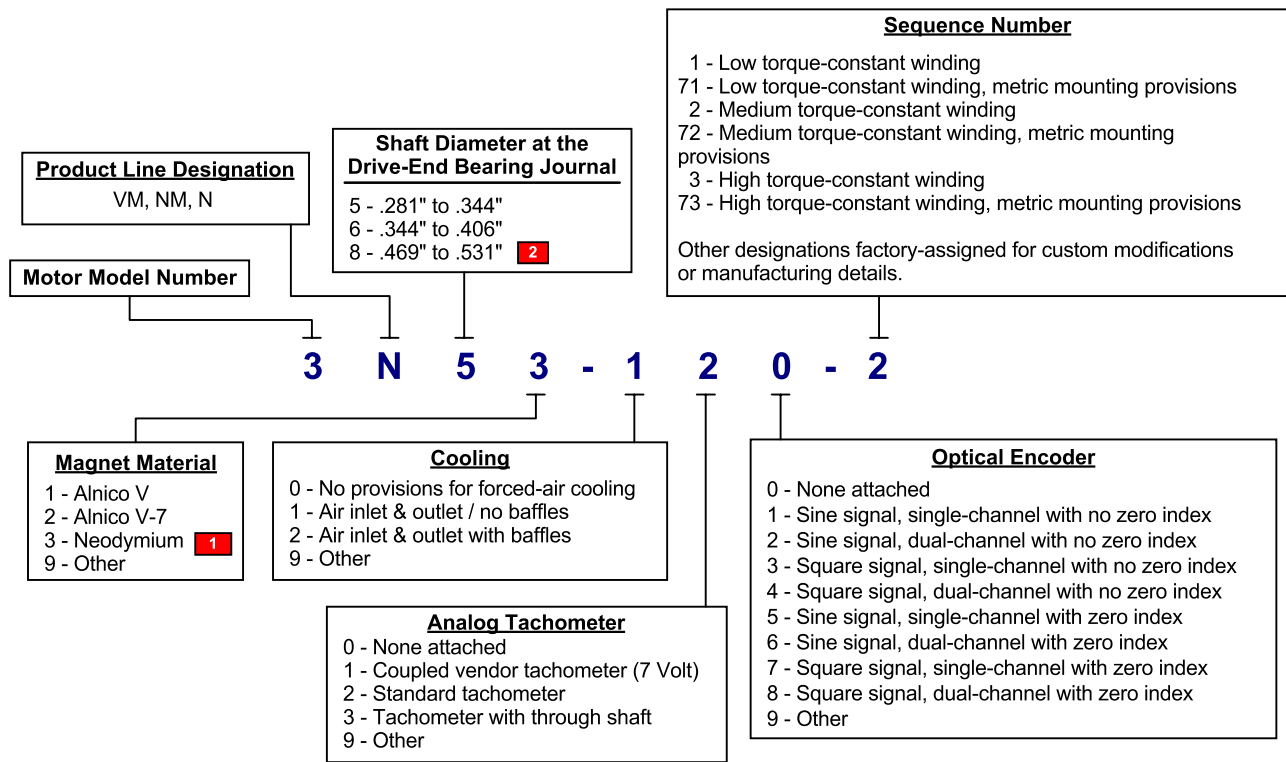 Sequence Number
1 - Low torque-constant winding
71 - Low torque-constant winding, metric mounting provisions
2 - Medium torque-constant winding
72 - Medium torque-constant winding, metric mounting
provisions
3 - High torque-constant winding
73 - High torque-constant winding, metric mounting provisions
Other designations factory-assigned for custom modifications
or manufacturing details.
Shaft Diameter at the
Drive-End Bearing Journal
5 - .281" to .344"
6 - .344" to .406"
8 - .469" to .531" 2
Product Line Designation
VM, NM, N
Motor Model Number
3 N 5 3 - 1 2 0 - 2
Magnet Material
1 - Alnico V
2 - Alnico V-7
3 - Neodymium 1
9 - Other
Cooling
0 - No provisions for forced-air cooling
1 - Air inlet & outlet / no baffles
2 - Air inlet & outlet with baffles
9 - Other
Analog Tachometer
0 - None attached
1 - Coupled vendor tachometer (7 Volt)
2 - Standard tachometer
3 - Tachometer with through shaft
9 - Other
Optical Encoder
0 - None attached
1 - Sine signal, single-channel with no zero index
2 - Sine signal, dual-channel with no zero index
3 - Square signal, single-channel with no zero index
4 - Square signal, dual-channel with no zero index
5 - Sine signal, single-channel with zero index
6 - Sine signal, dual-channel with zero index
7 - Square signal, single-channel with zero index
8 - Square signal, dual-channel with zero index
9 - Other